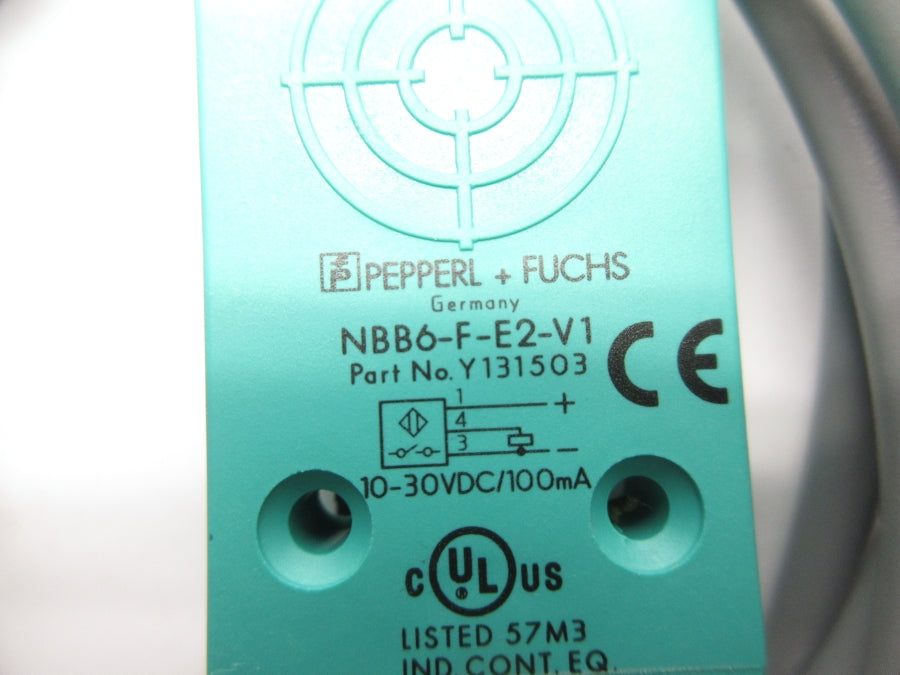 PEPPERL + FUCHS
Germany
NBB6-F-E2-V1
Part No. Y131503
1 +
4
3 -
10-30VDC/100mA
CE
C UL US
®
LISTED 57M3
IND. CONT. EQ.